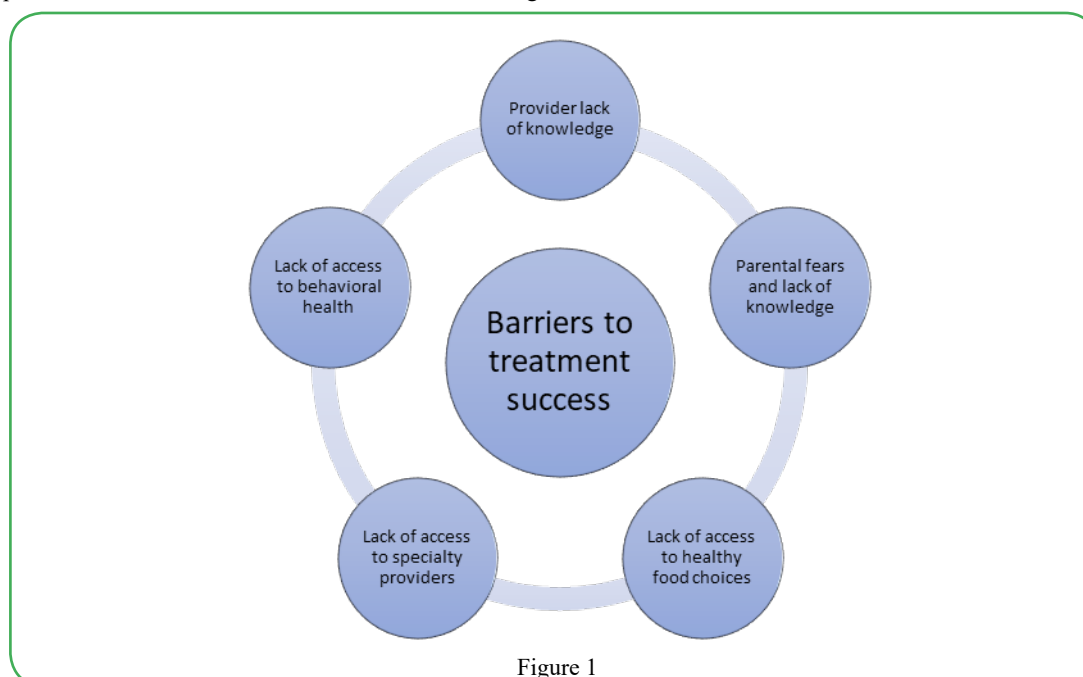 Provider lack
of knowledge
Parental fears
and lack of
knowledge
Lack of access
to healthy
food choices
Lack of access
to specialty
providers
Lack of access
to behavioral
health
Barriers to
treatment
success
Figure 1